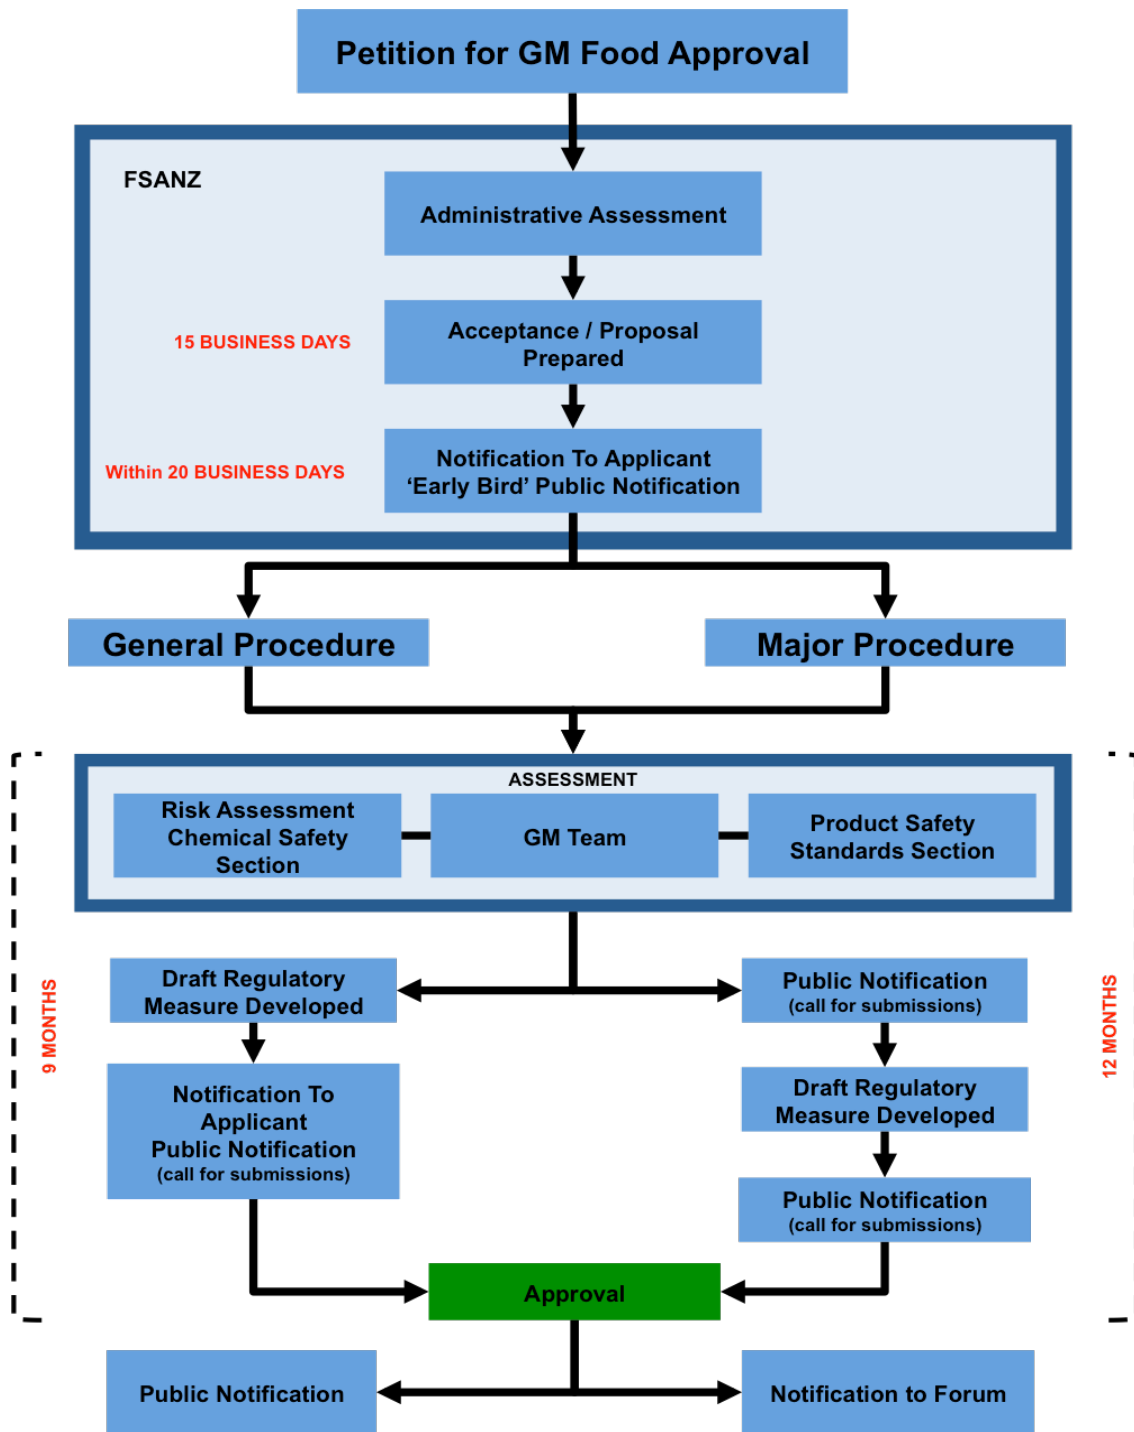 Petition for GM Food Approval
FSANZ
Administrative Assessment
15 BUSINESS DAYS
Acceptance / Proposal
Prepared
Within 20 BUSINESS DAYS
Notification To Applicant
‘Early Bird’ Public Notification
General Procedure
Major Procedure
ASSESSMENT
Risk Assessment
Chemical Safety
Section
GM Team
Product Safety
Standards Section
9 MONTHS
Draft Regulatory
Measure Developed
Notification To
Applicant
Public Notification
(call for submissions)
Public Notification
(call for submissions)
Draft Regulatory
Measure Developed
Public Notification
(call for submissions)
12 MONTHS
Approval
Public Notification
Notification to Forum